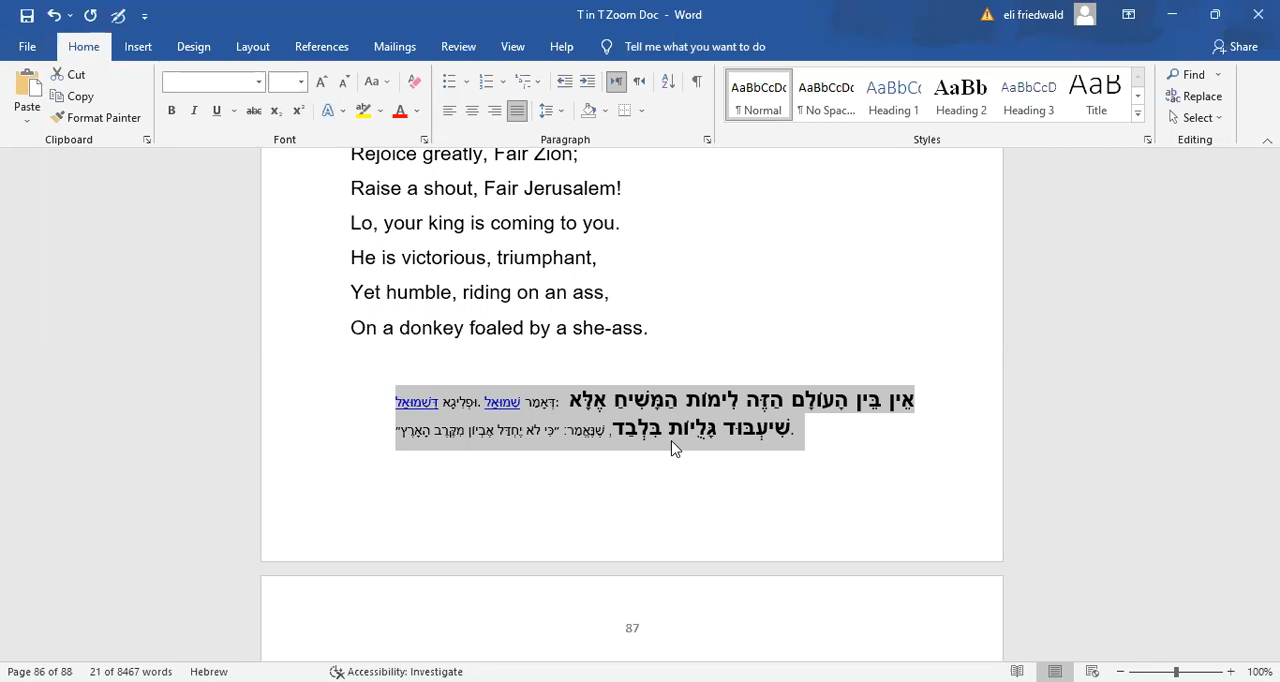 T in T Zoom Doc - Word
eli friedwald
File Home Insert Design Layout References Mailings Review View Help Tell me what you want to do Share
Paste
Cut
Copy
Format Painter
Clipboard
Aa
B I U abc X₂ X² A A
Font
Paragraph
AaBbCcDc AaBbCcDc AaBbCc AaBb AaBbCcD AaB
¶ Normal ¶ No Spac... Heading 1 Heading 2 Heading 3 Title
Styles
Find
Replace
Select
Editing
Rejoice greatly, Fair Zion;
Raise a shout, Fair Jerusalem!
Lo, your king is coming to you.
He is victorious, triumphant,
Yet humble, riding on an ass,
On a donkey foaled by a she-ass.
וּפְלִיגָא דִּשְׁמוּאֵל. דְּאָמַר שְׁמוּאֵל: אֵין בֵּין הָעוֹלָם הַזֶּה לִימוֹת הַמָּשִׁיחַ אֶלָּא
שִׁיעְבּוּד גָּלֻיּוֹת בִּלְבַד, שֶׁנֶּאֱמַר: ״כִּי לֹא יֶחְדַּל אֶבְיוֹן מִקֶּרֶב הָאָרֶץ״.
87
Page 86 of 88 21 of 8467 words Hebrew Accessibility: Investigate 100%